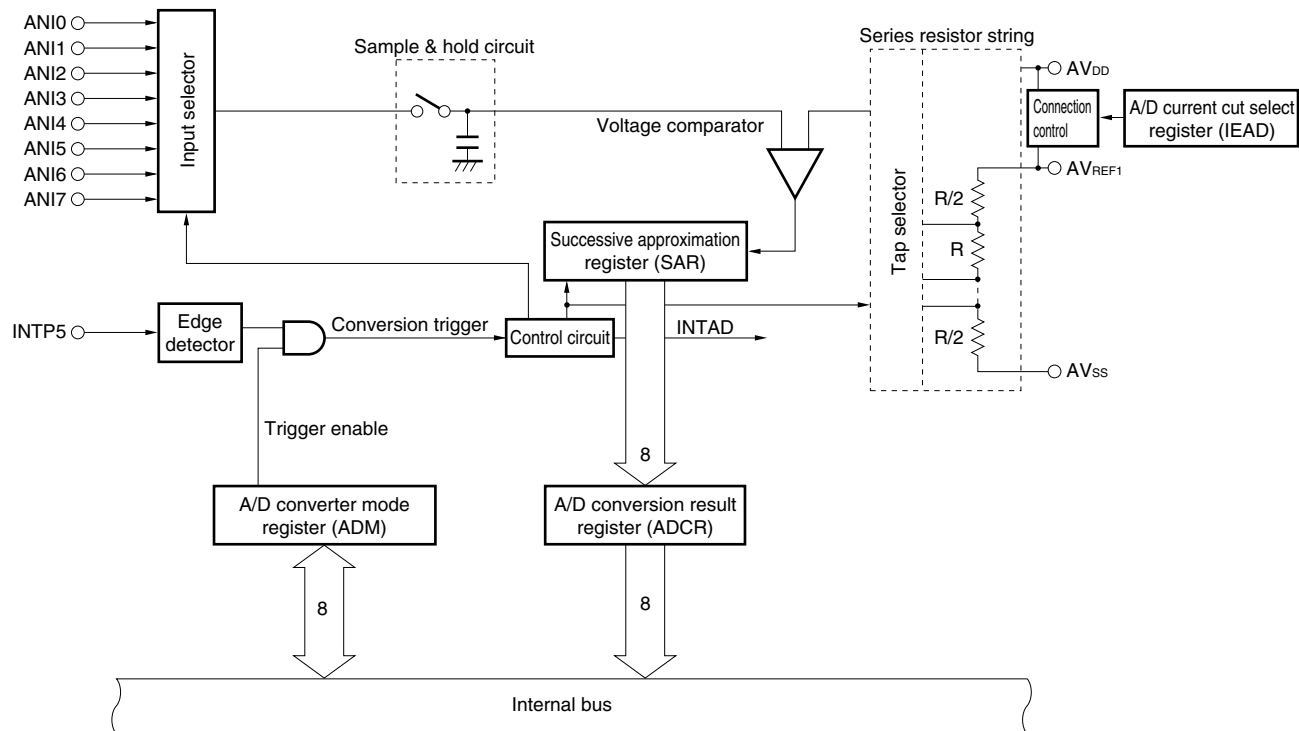 ANI0
ANI1
ANI2
ANI3
ANI4
ANI5
ANI6
ANI7
Input selector
Sample & hold circuit
Voltage comparator
Series resistor string
Tap selector
AVDD
Connection
control
A/D current cut select
register (IEAD)
AVREF1
R/2
R
R/2
AVSS
Successive approximation
register (SAR)
INTP5
Edge
detector
Conversion trigger
Control circuit
INTAD
Trigger enable
8
A/D converter mode
register (ADM)
A/D conversion result
register (ADCR)
8
8
Internal bus